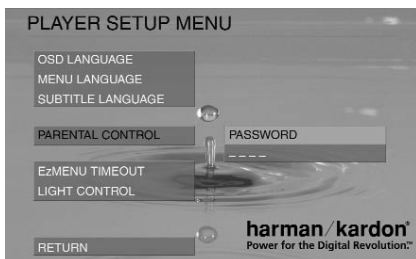 PLAYER SETUP MENU
OSD LANGUAGE
MENU LANGUAGE
SUBTITLE LANGUAGE
PARENTAL CONTROL
PASSWORD
_ _ _ _
EzMENU TIMEOUT
LIGHT CONTROL
RETURN
harman/kardon®
Power for the Digital Revolution.™